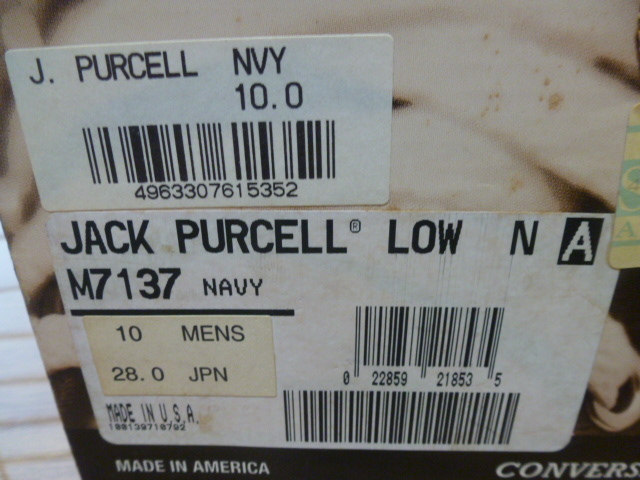 J. PURCELL NVY
10.0
4963307615352
JACK PURCELL® LOW N A
M7137 NAVY
10 MENS
28.0 JPN
0 22859 21853 5
MADE IN U.S.A.
MADE IN AMERICA
CONVERS